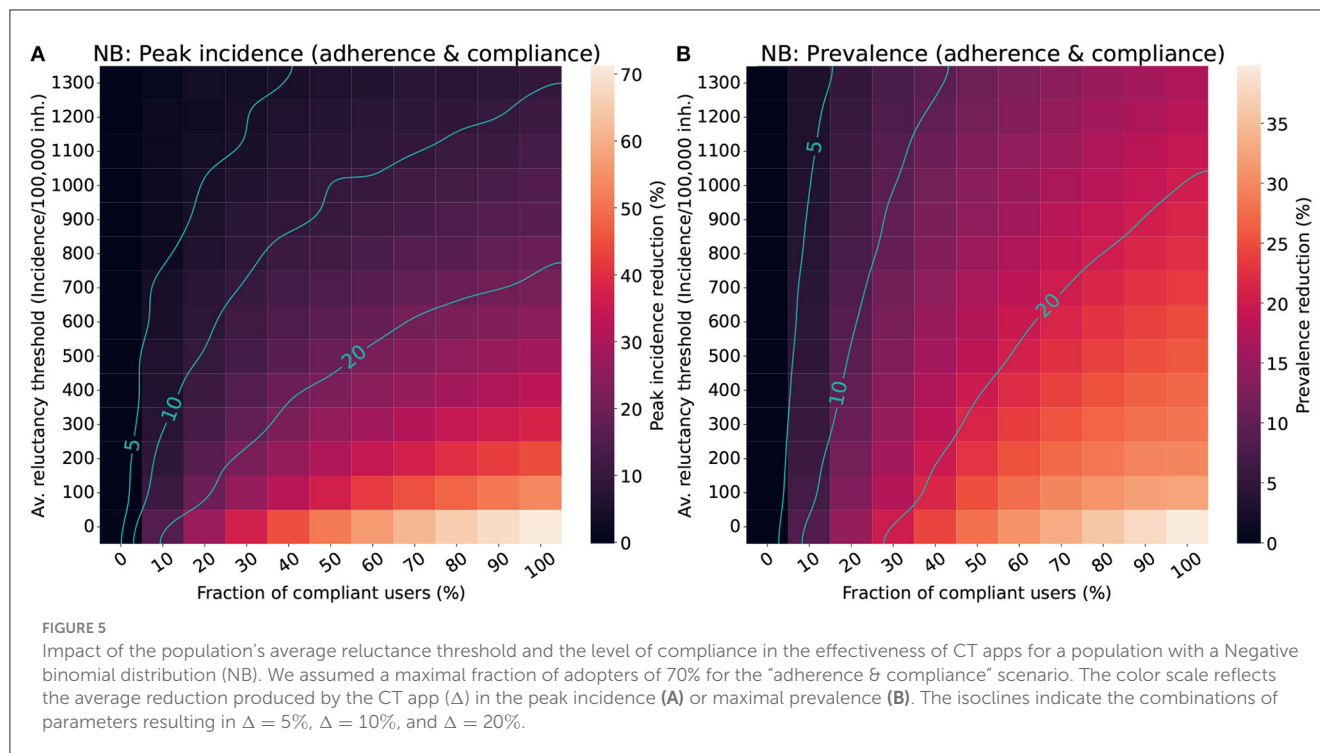 A
NB: Peak incidence (adherence & compliance)
1300
1200
1100
1000
900
800
700
600
500
400
300
200
100
0
Av. reluctancy threshold (Incidence/100,000 inh.)
0 10 20 30 40 50 60 70 80 90 100
Fraction of compliant users (%)
5
10
20
70
60
50
40
30
20
10
0
Peak incidence reduction (%)
B
NB: Prevalence (adherence & compliance)
1300
1200
1100
1000
900
800
700
600
500
400
300
200
100
0
Av. reluctancy threshold (Incidence/100,000 inh.)
0 10 20 30 40 50 60 70 80 90 100
Fraction of compliant users (%)
5
10
20
35
30
25
20
15
10
5
0
Prevalence reduction (%)
FIGURE 5
Impact of the population's average reluctance threshold and the level of compliance in the effectiveness of CT apps for a population with a Negative
binomial distribution (NB). We assumed a maximal fraction of adopters of 70% for the "adherence & compliance" scenario. The color scale reflects
the average reduction produced by the CT app (Δ) in the peak incidence (A) or maximal prevalence (B). The isoclines indicate the combinations of
parameters resulting in Δ = 5%, Δ = 10%, and Δ = 20%.